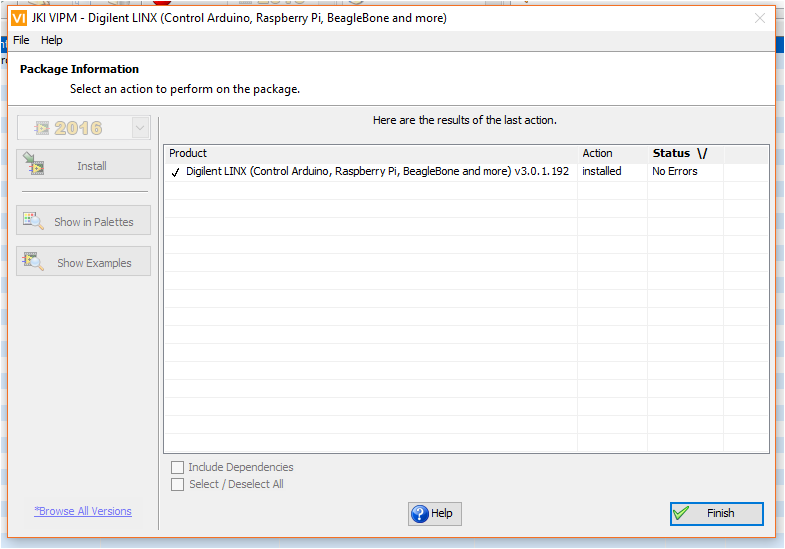 JKI VIPM - Digilent LINX (Control Arduino, Raspberry Pi, BeagleBone and more)
File Help
Package Information
Select an action to perform on the package.
2016
Install
Show in Palettes
Show Examples
*Browse All Versions
Here are the results of the last action.
Product Action Status \/
Digilent LINX (Control Arduino, Raspberry Pi, BeagleBone and more) v3.0.1.192 installed No Errors
Include Dependencies
Select / Deselect All
Help
Finish